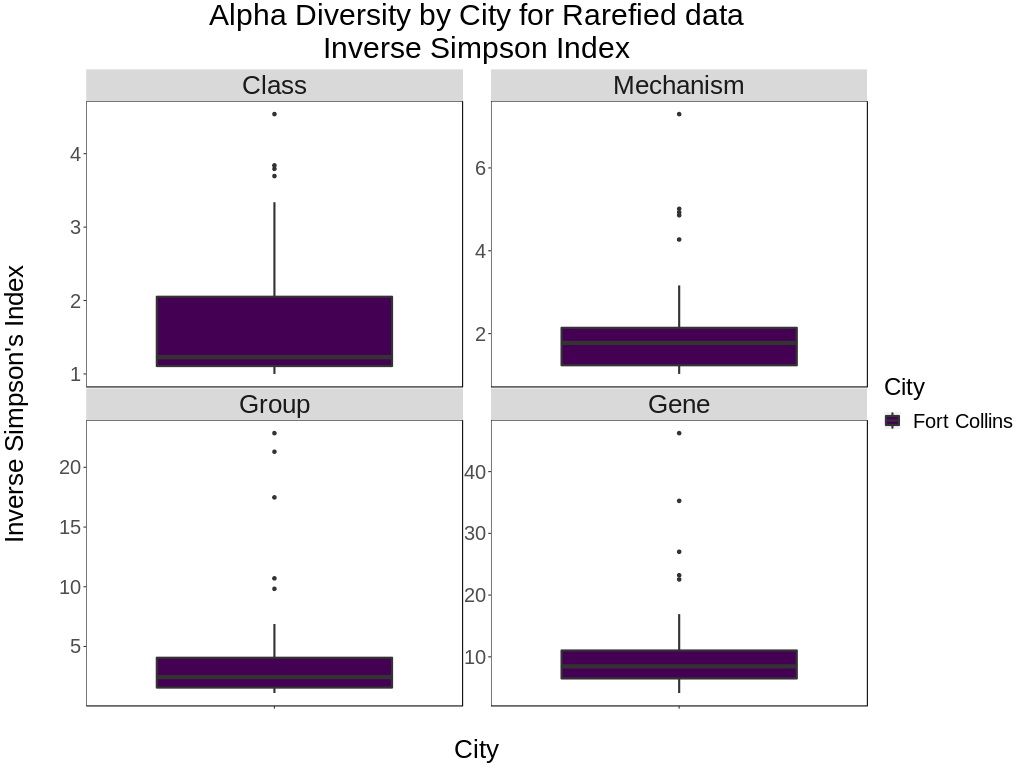 Alpha Diversity by City for Rarefied data
Inverse Simpson Index
Class
Mechanism
4
3
2
1
6
4
2
Group
Gene
20
15
10
5
40
30
20
10
Inverse Simpson's Index
City
City
Fort Collins